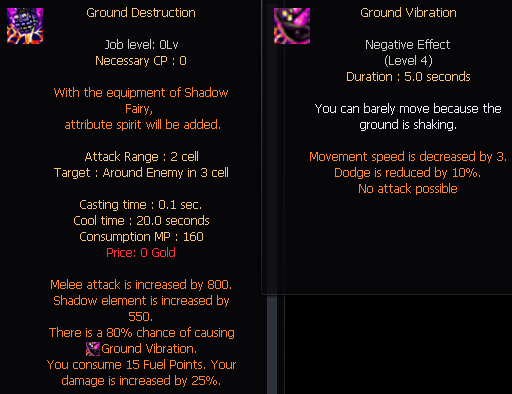 Ground Destruction
Job level: 0Lv
Necessary CP : 0
With the equipment of Shadow
Fairy,
attribute spirit will be added.
Attack Range : 2 cell
Target : Around Enemy in 3 cell
Casting time : 0.1 sec.
Cool time : 20.0 seconds
Consumption MP : 160
Price: 0 Gold
Melee attack is increased by 800.
Shadow element is increased by
550.
There is a 80% chance of causing
Ground Vibration.
You consume 15 Fuel Points. Your
damage is increased by 25%.
Ground Vibration
Negative Effect
(Level 4)
Duration : 5.0 seconds
You can barely move because the
ground is shaking.
Movement speed is decreased by 3.
Dodge is reduced by 10%.
No attack possible